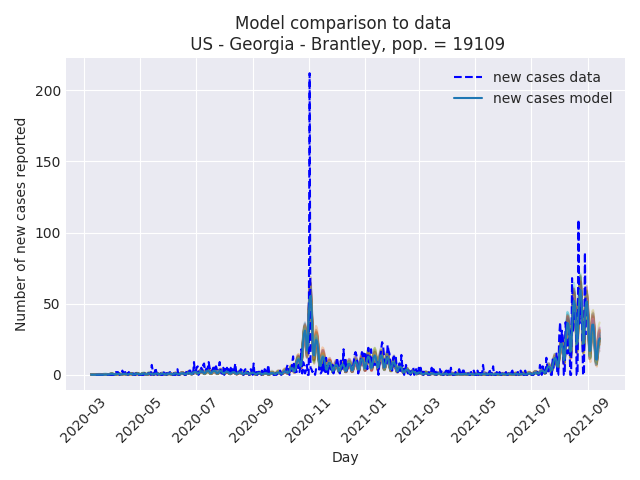 Model comparison to data
US - Georgia - Brantley, pop. = 19109
new cases data
new cases model
Number of new cases reported
200
150
100
50
0
2020-03
2020-05
2020-07
2020-09
2020-11
2021-01
2021-03
2021-05
2021-07
2021-09
Day